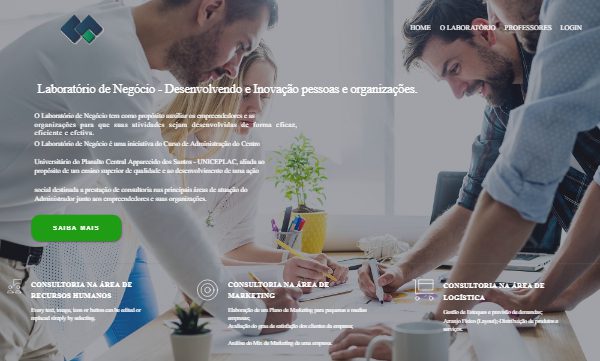 HOME O LABORATÓRIO PROFESSORES LOGIN
Laboratório de Negócio - Desenvolvendo e Inovação pessoas e organizações.
O Laboratório de Negócio tem como propósito auxiliar os empreendedores e as
organizações para que suas atividades sejam desenvolvidas de forma eficaz,
eficiente e efetiva.
O Laboratório de Negócio é uma iniciativa do Curso de Administração do Centro
Universitário do Planalto Central Apparecido dos Santos - UNICEPLAC, aliada ao
propósito de um ensino superior de qualidade e ao desenvolvimento de uma ação
social destinada a prestação de consultoria nas principais áreas de atuação do
Administrador junto aos empreendedores e suas organizações.
SAIBA MAIS
CONSULTORIA NA ÁREA DE
RECURSOS HUMANOS
Every text, image, icon or button can be edited or
replaced simply by selecting.
CONSULTORIA NA ÁREA DE
MARKETING
Elaboração de um Plano de Marketing para pequenas e médias
empresas;
Avaliação do grau de satisfação dos clientes da empresa;
Análise do Mix de Marketing de uma empresa.
CONSULTORIA NA ÁREA DE
LOGÍSTICA
Gestão de Estoques e previsão de demandas;
Arranjo Físico (Layout);-Distribuição de produtos e
serviços.